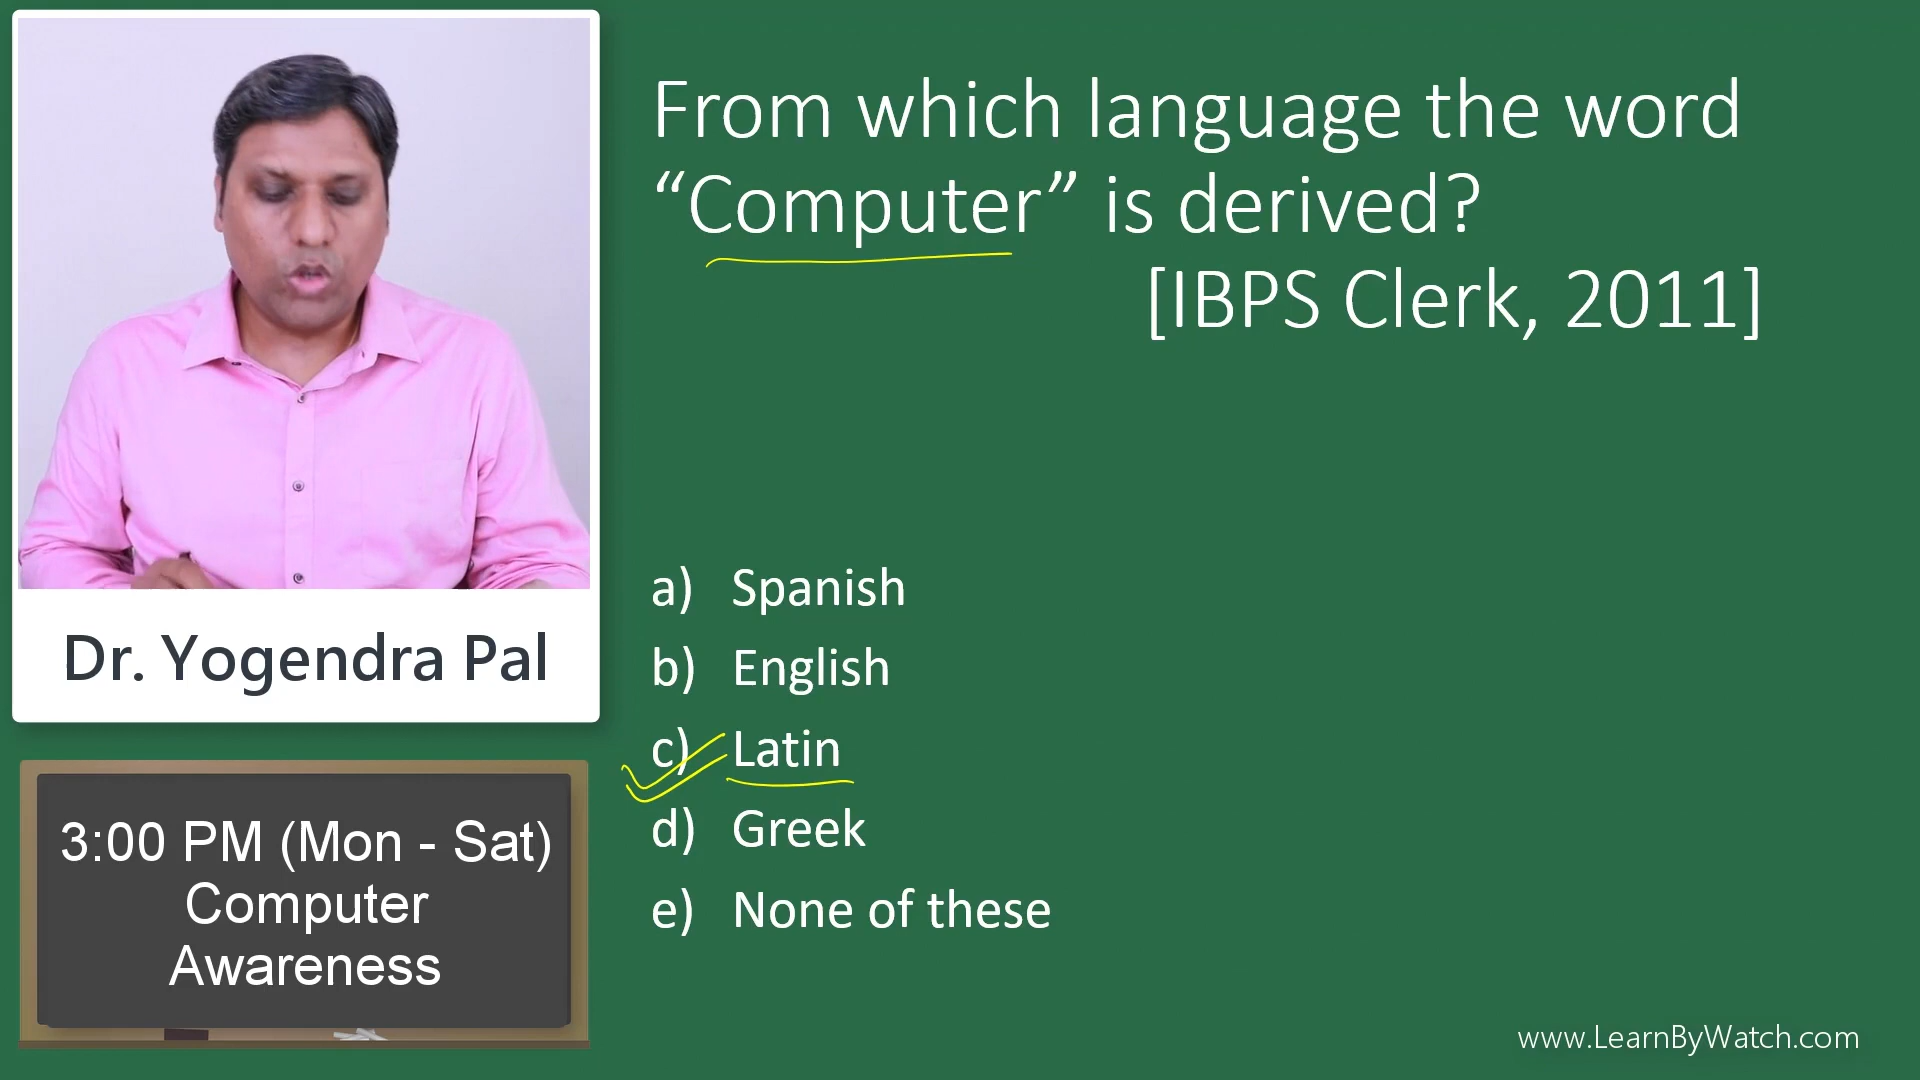 From which language the word
“Computer” is derived?
[IBPS Clerk, 2011]
a) Spanish
b) English
c) Latin
d) Greek
e) None of these
Dr. Yogendra Pal
3:00 PM (Mon - Sat)
Computer
Awareness
www.LearnByWatch.com